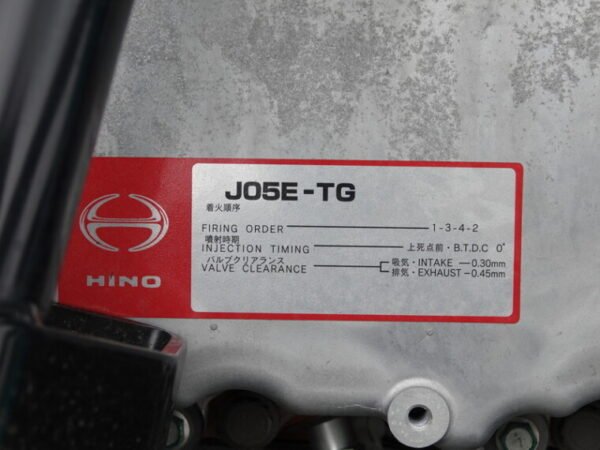 J05E-TG
着火順序
FIRING ORDER 1-3-4-2
噴射時期
INJECTION TIMING 上死点前・B.T.D.C 0°
バルブクリアランス
VALVE CLEARANCE 吸気・INTAKE 0.30mm
排気・EXHAUST 0.45mm
HINO